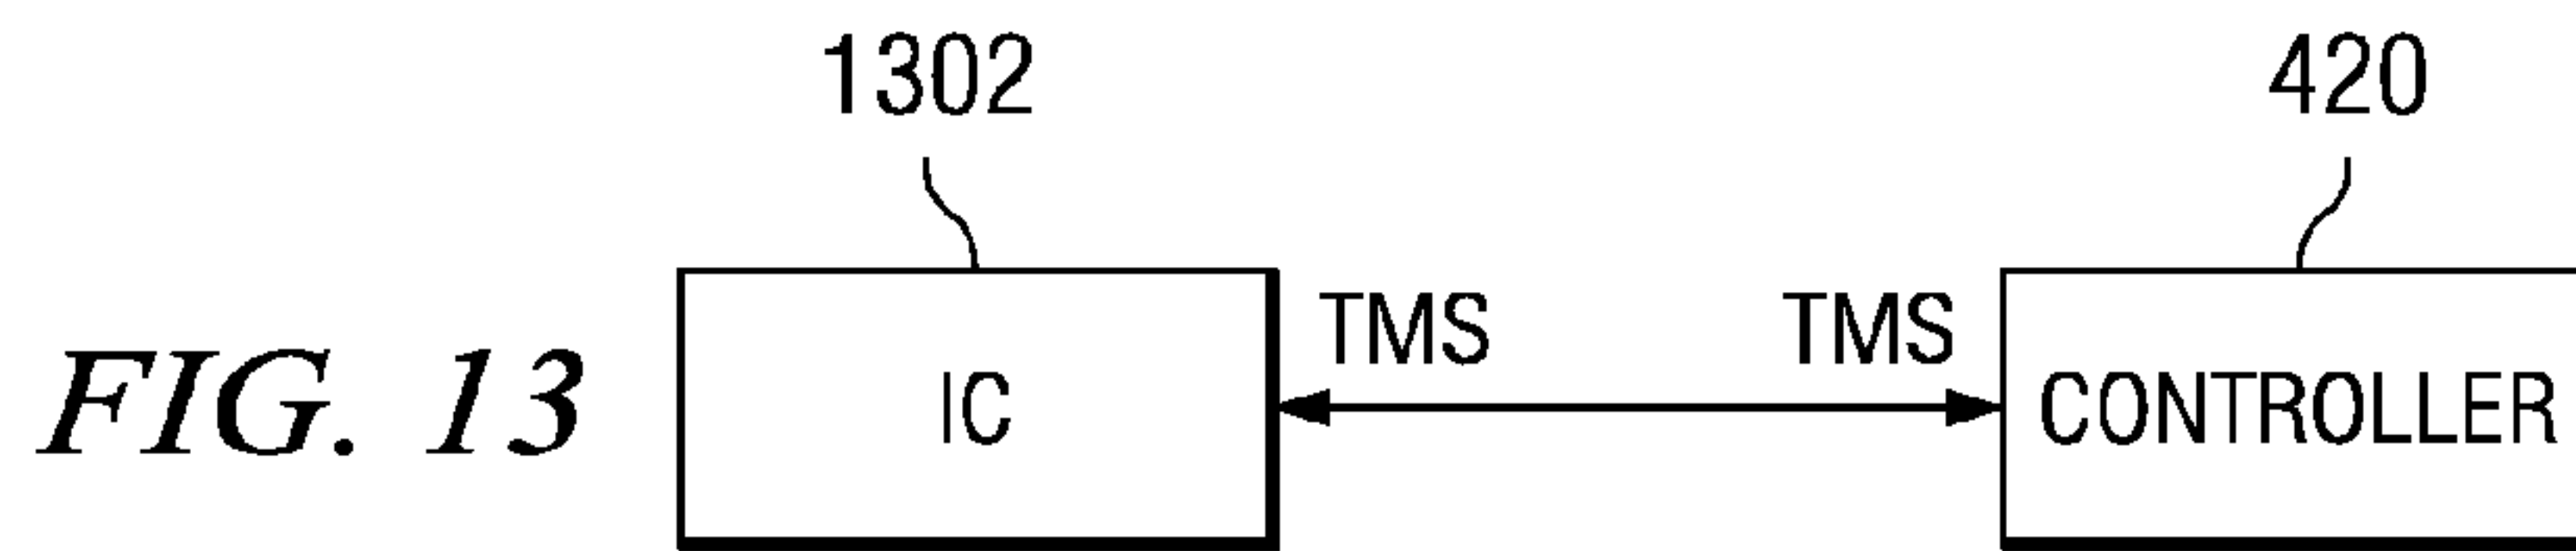 1302
420
TMS
TMS
FIG. 13
IC
CONTROLLER